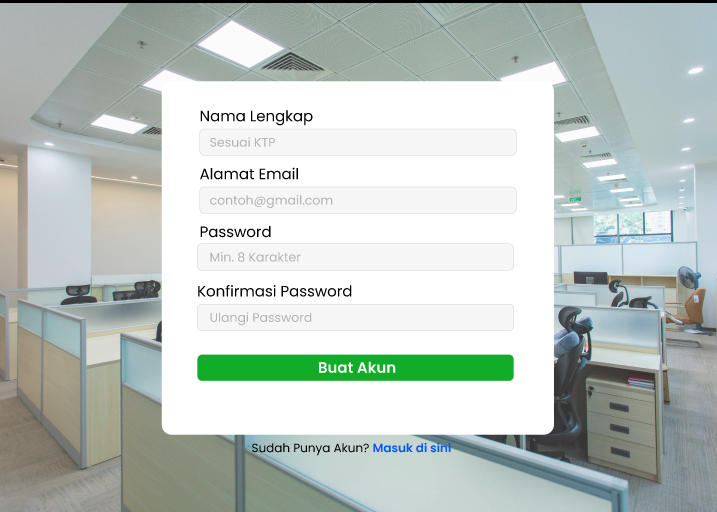 Nama Lengkap
Sesuai KTP
Alamat Email
contoh@gmail.com
Password
Min. 8 Karakter
Konfirmasi Password
Ulangi Password
Buat Akun
Sudah Punya Akun? Masuk di sini